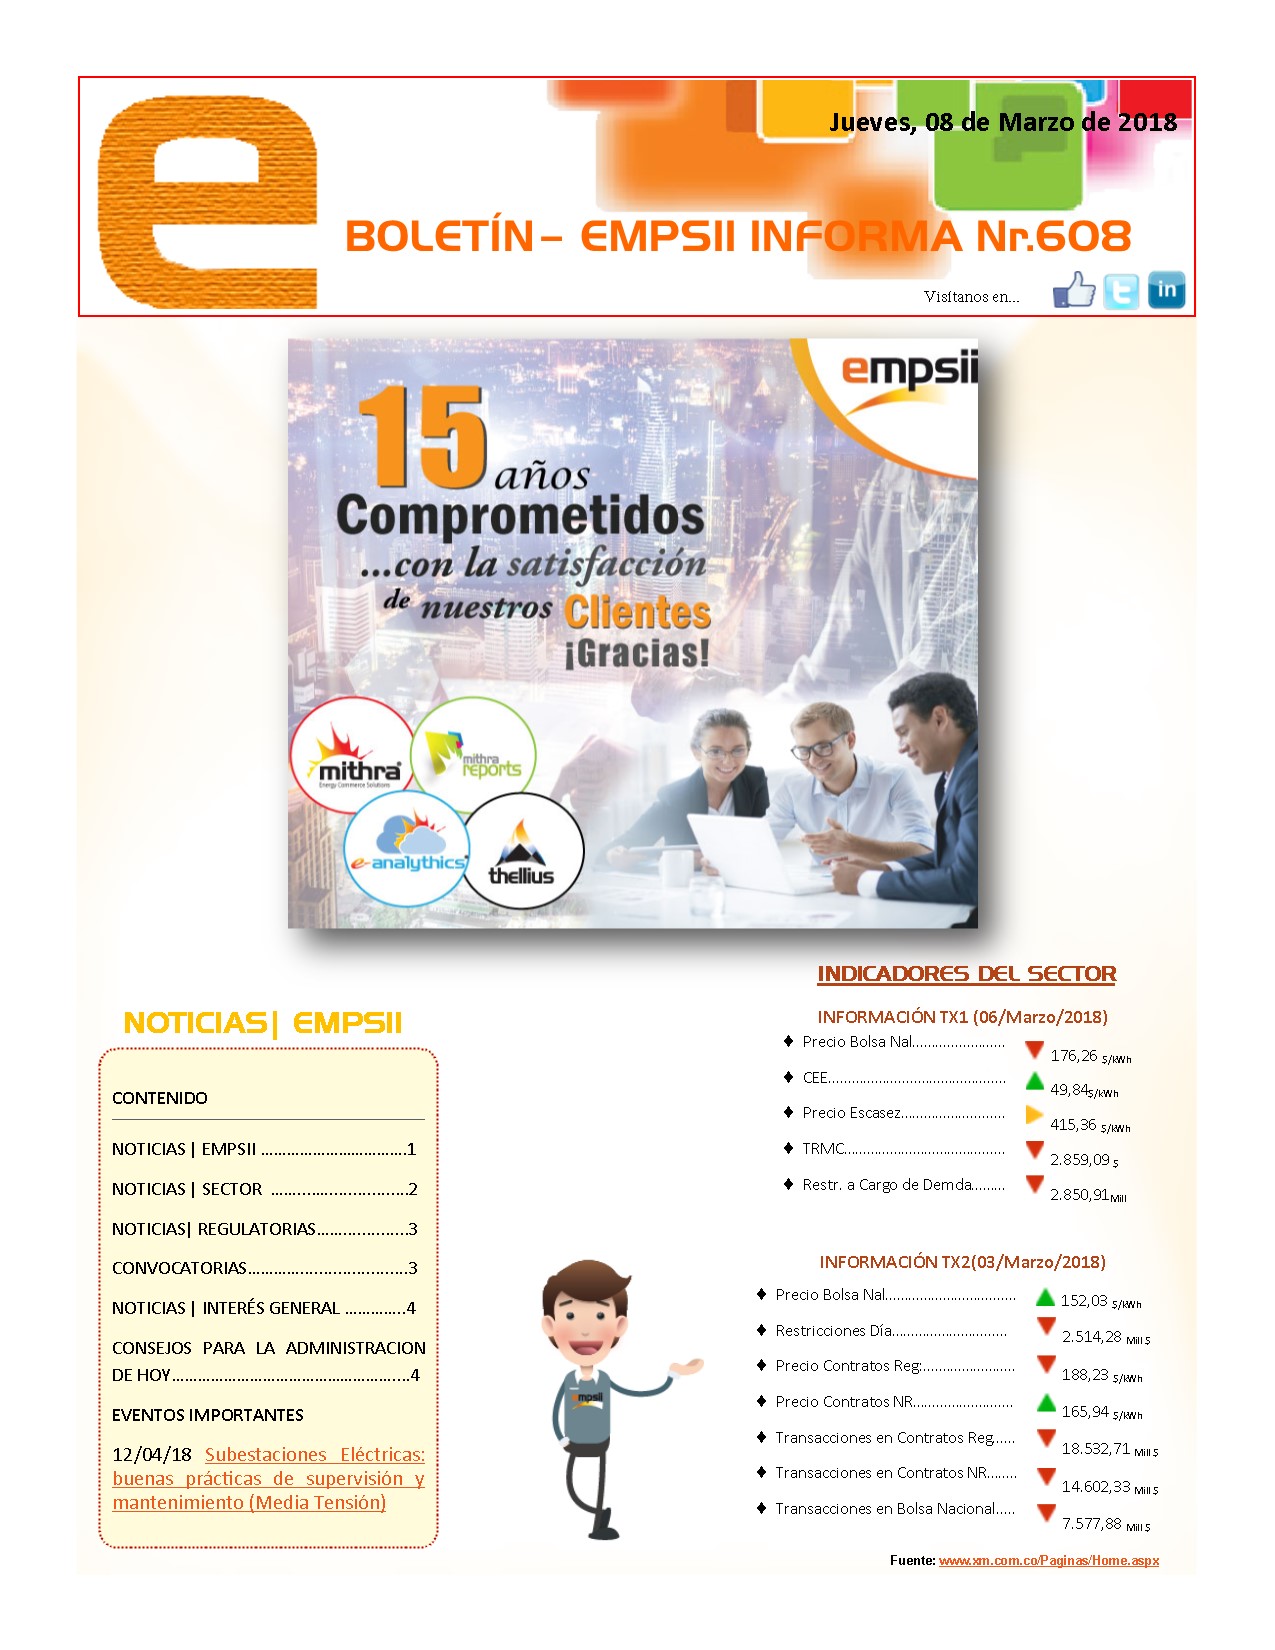 Jueves, 08 de Marzo de 2018
BOLETÍN– EMPSII INFORMA Nr.608
Visítanos en...
in
empsii
15 años
Comprometidos
...con la satisfacción
de nuestros Clientes
¡Gracias!
mithra
Energy Commerce Solutions
mithra
reports
e-analythics
thellius
NOTICIAS| EMPSII
CONTENIDO
NOTICIAS | EMPSII ……………………………1
NOTICIAS | SECTOR ……..…..................2
NOTICIAS| REGULATORIAS…….…..........3
CONVOCATORIAS……………......................3
NOTICIAS | INTERÉS GENERAL …………..4
CONSEJOS PARA LA ADMINISTRACION
DE HOY……………………………………………....4
EVENTOS IMPORTANTES
12/04/18 Subestaciones Eléctricas:
buenas prácticas de supervisión y
mantenimiento (Media Tensión)
empsii
INDICADORES DEL SECTOR
INFORMACIÓN TX1 (06/Marzo/2018)
♦ Precio Bolsa Nal........................ 176,26 $/kWh
♦ CEE.............................................. 49,84$/kWh
♦ Precio Escasez........................... 415,36 $/kWh
♦ TRMC.......................................... 2.859,09 $
♦ Restr. a Cargo de Demda......... 2.850,91Mill
INFORMACIÓN TX2(03/Marzo/2018)
♦ Precio Bolsa Nal.................................. 152,03 $/kWh
♦ Restricciones Día.............................. 2.514,28 Mill $
♦ Precio Contratos Reg:........................ 188,23 $/kWh
♦ Precio Contratos NR.......................... 165,94 $/kWh
♦ Transacciones en Contratos Reg...... 18.532,71 Mill $
♦ Transacciones en Contratos NR........ 14.602,33 Mill $
♦ Transacciones en Bolsa Nacional..... 7.577,88 Mill $
Fuente: www.xm.com.co/Paginas/Home.aspx